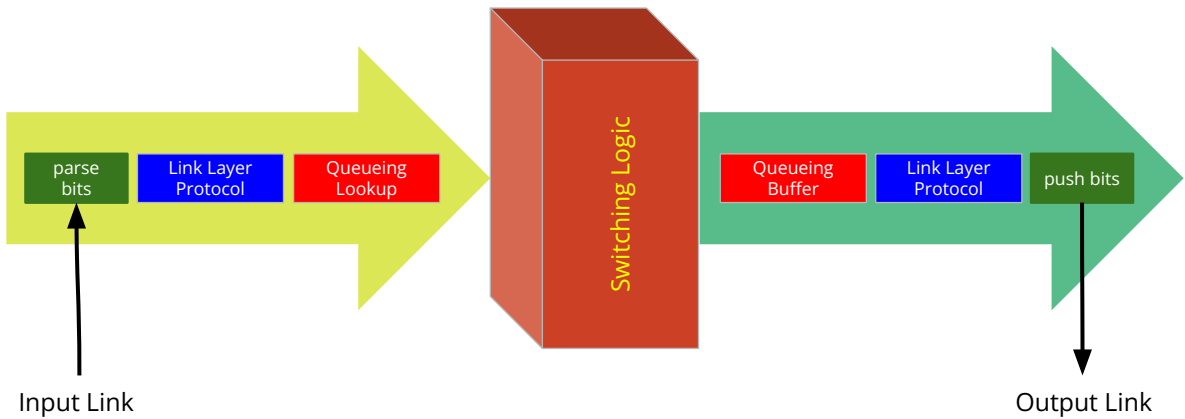 parse
bits
Link Layer
Protocol
Queueing
Lookup
Switching Logic
Queueing
Buffer
Link Layer
Protocol
push bits
Input Link
Output Link